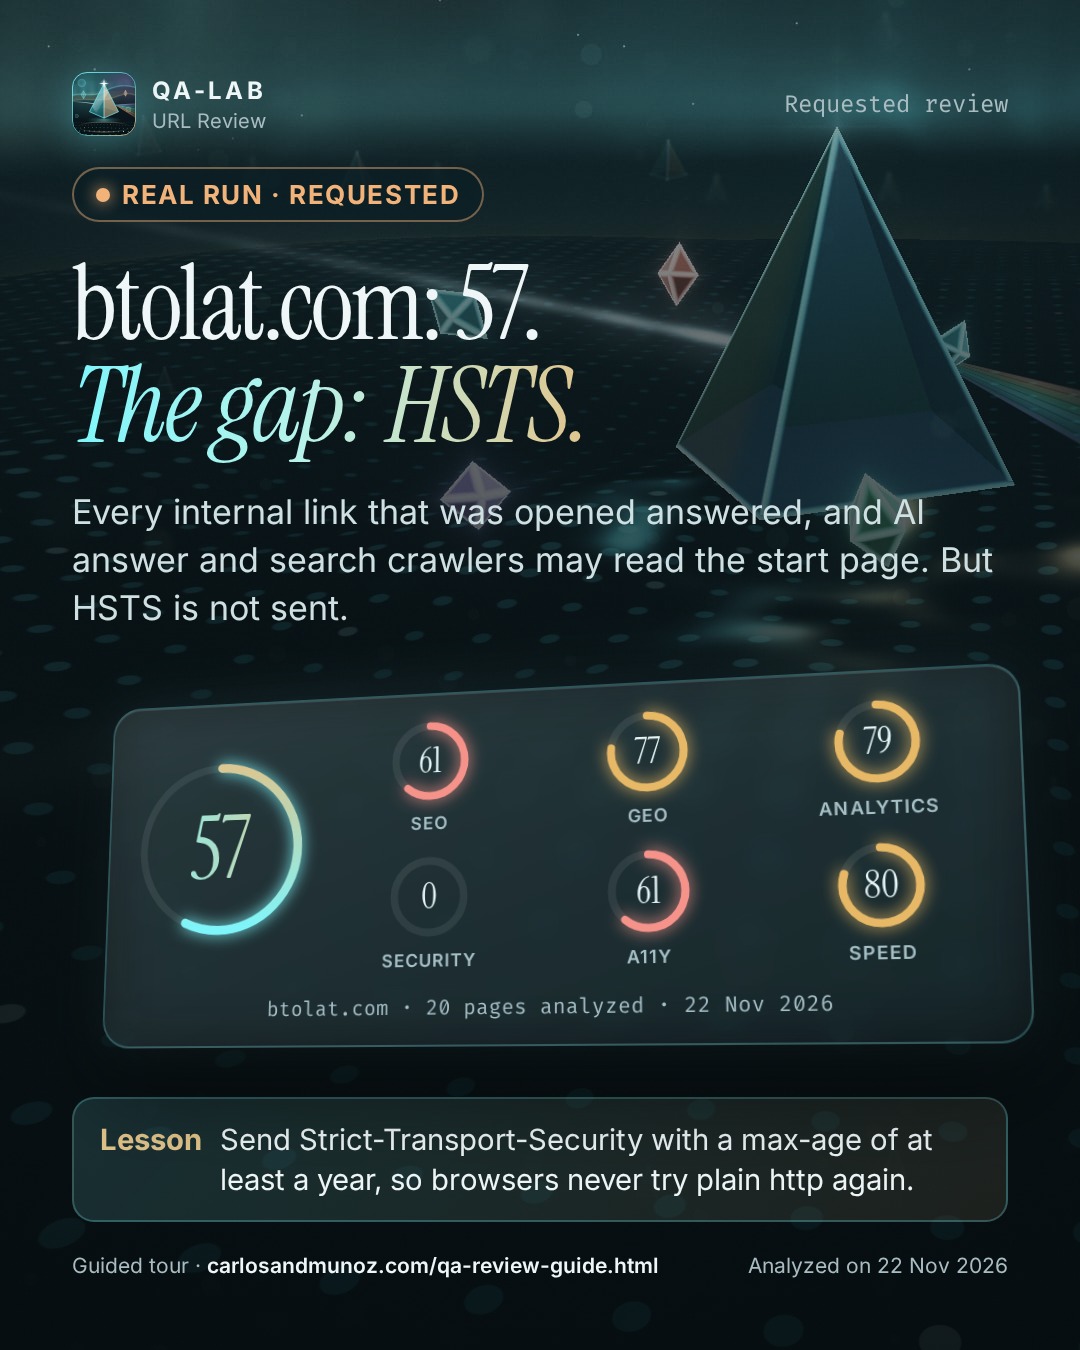 QA-LAB
URL Review
Requested review
REAL RUN · REQUESTED
btolat.com: 57.
The gap: HSTS.
Every internal link that was opened answered, and AI
answer and search crawlers may read the start page. But
HSTS is not sent.
57
61
SEO
77
GEO
79
ANALYTICS
0
SECURITY
61
A11Y
80
SPEED
btolat.com · 20 pages analyzed · 22 Nov 2026
Lesson Send Strict-Transport-Security with a max-age of at
least a year, so browsers never try plain http again.
Guided tour · carlosandmunoz.com/qa-review-guide.html
Analyzed on 22 Nov 2026